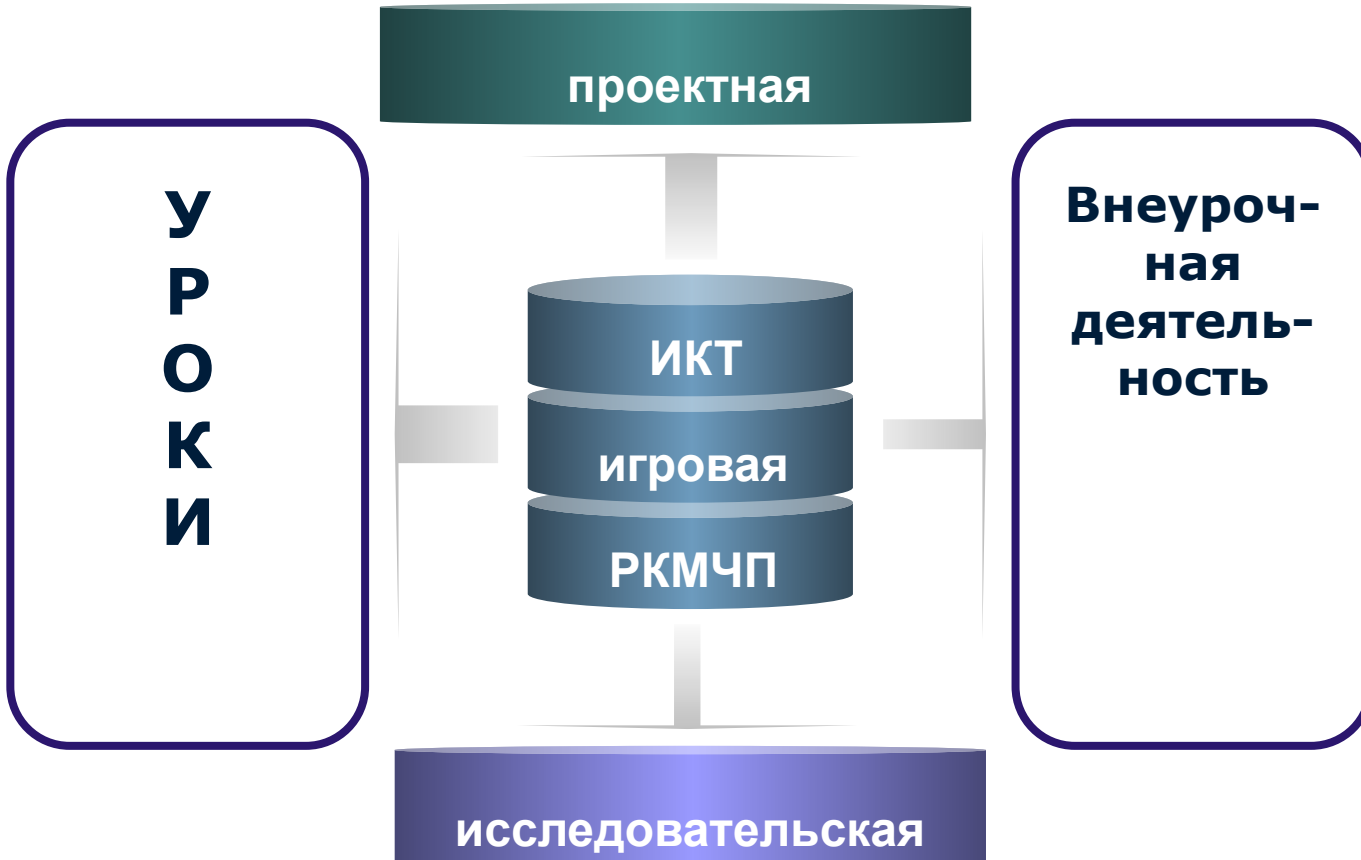 проектная
У
Р
О
К
И
ИКТ
игровая
РКМЧП
Внеуроч-
ная
деятель-
ность
исследовательская